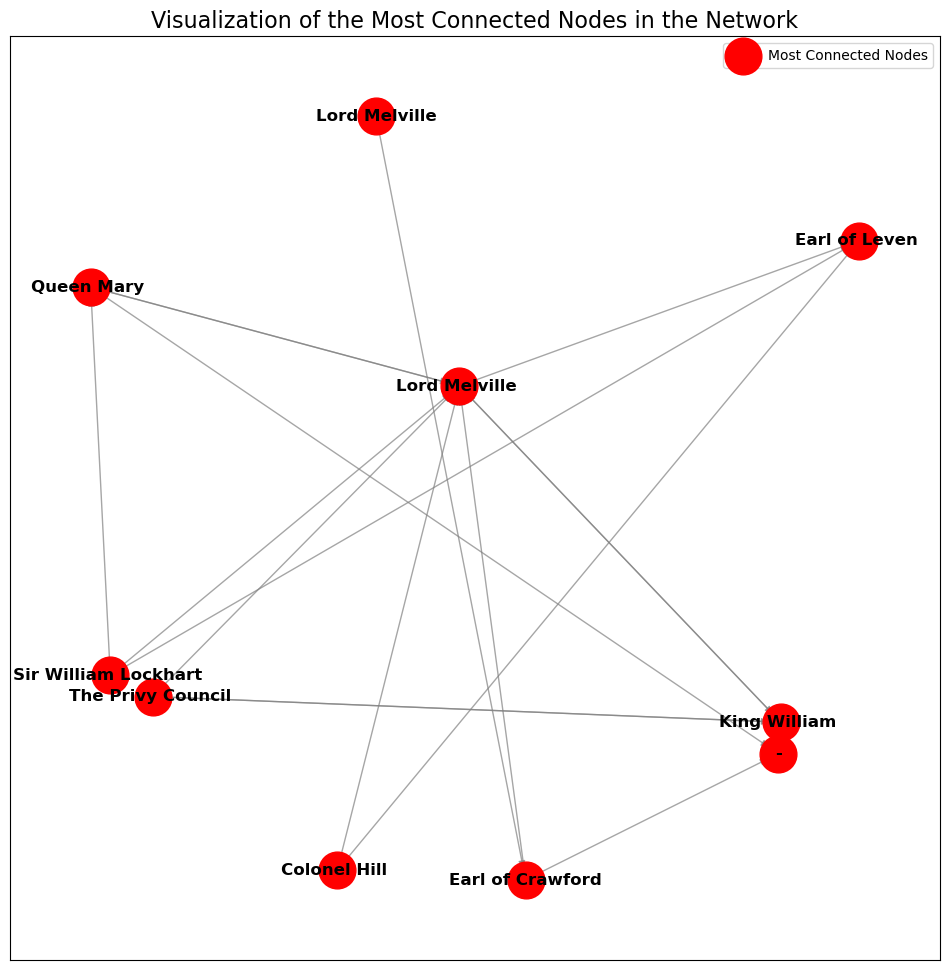 Visualization of the Most Connected Nodes in the Network
Most Connected Nodes
Lord Melville
Earl of Leven
Queen Mary
Lord Melville
Sir William Lockhart
The Privy Council
King William
-
Colonel Hill
Earl of Crawford